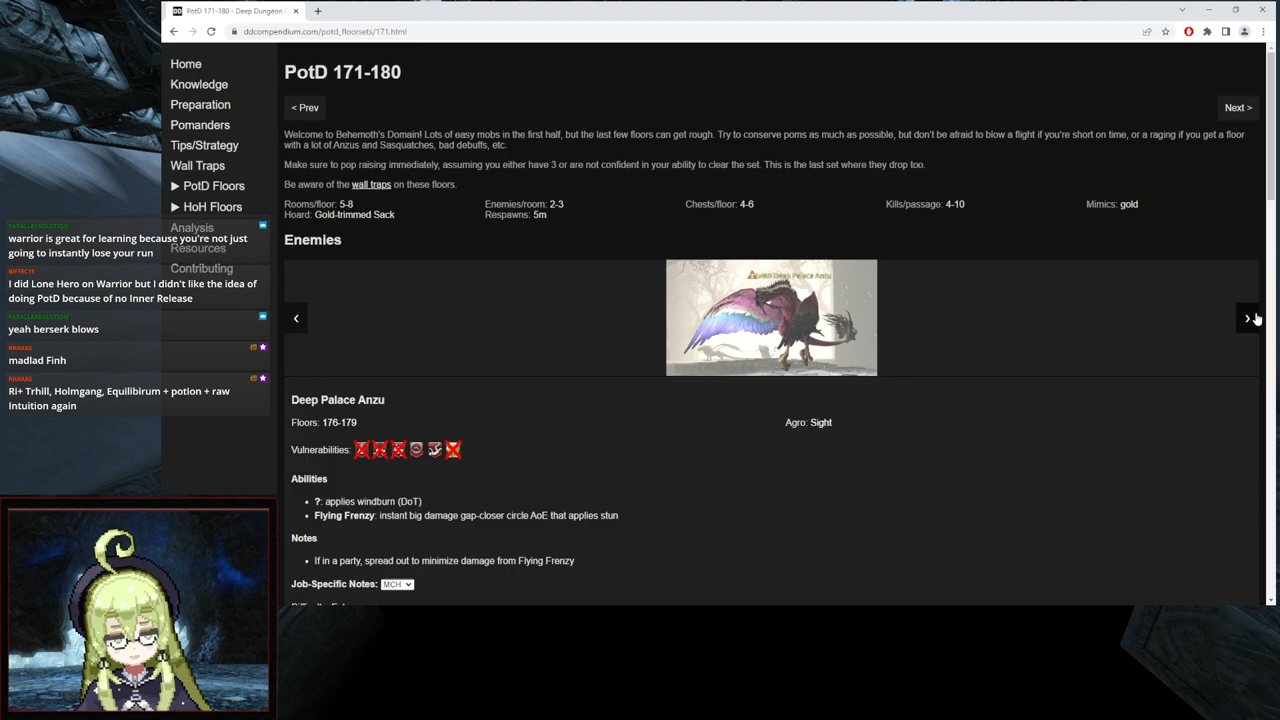 PotD 171-180 - Deep Dungeon C
ddcompendium.com/potd_floorsets/171.html
Home
Knowledge
Preparation
Pomanders
Tips/Strategy
Wall Traps
▶ PotD Floors
▶ HoH Floors
Analysis
Resources
Contributing
PARALLAXSOLUTION
warrior is great for learning because you're not just
going to instantly lose your run
I did Lone Hero on Warrior but I didn't like the idea of
doing PotD because of no Inner Release
PARALLAXSOLUTION
yeah berserk blows
RHAXAS
madlad Finh
RHAXAS
Ri+ Trhill, Holmgang, Equilibirum + potion + raw
Intuition again
PotD 171-180
< Prev
Next >
Welcome to Behemoth's Domain! Lots of easy mobs in the first half, but the last few floors can get rough. Try to conserve poms as much as possible, but don't be afraid to blow a flight if you're short on time, or a raging if you get a floor
with a lot of Anzus and Sasquatches, bad debuffs, etc.
Make sure to pop raising immediately, assuming you either have 3 or are not confident in your ability to clear the set. This is the last set where they drop too.
Be aware of the wall traps on these floors.
Rooms/floor: 5-8 Enemies/room: 2-3 Chests/floor: 4-6 Kills/passage: 4-10 Mimics: gold
Hoard: Gold-trimmed Sack Respawns: 5m
Enemies
Deep Palace Anzu
Deep Palace Anzu
Floors: 176-179 Agro: Sight
Vulnerabilities:
Abilities
• ?: applies windburn (DoT)
• Flying Frenzy: instant big damage gap-closer circle AoE that applies stun
Notes
• If in a party, spread out to minimize damage from Flying Frenzy
Job-Specific Notes: MCH